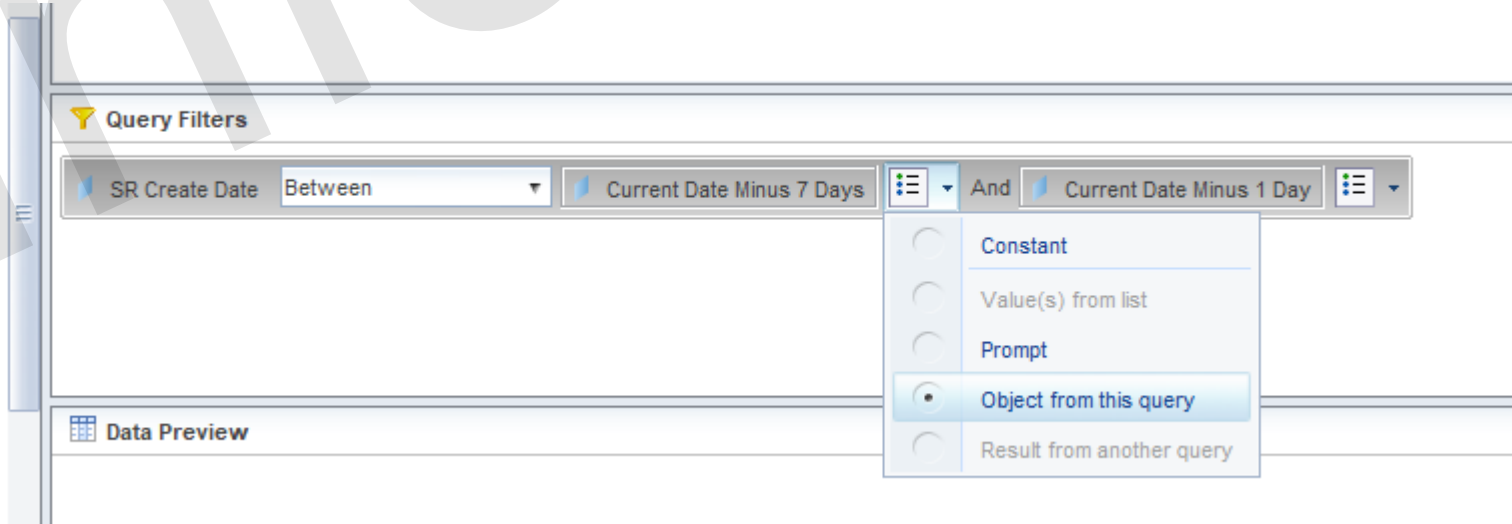 Query Filters
SR Create Date Between Current Date Minus 7 Days And Current Date Minus 1 Day
Constant
Value(s) from list
Prompt
Object from this query
Result from another query
Data Preview